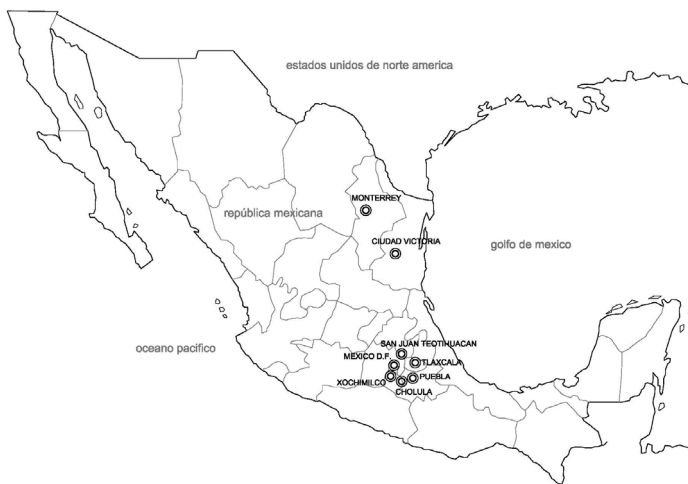 estados unidos de norte america
MONTERREY
república mexicana
CIUDAD VICTORIA
golfo de mexico
oceano pacifico
SAN JUAN TEOTIHUACAN
MEXICO D.F.
TLAXCALA
PUEBLA
XOCHIMILCO
CHOLULA